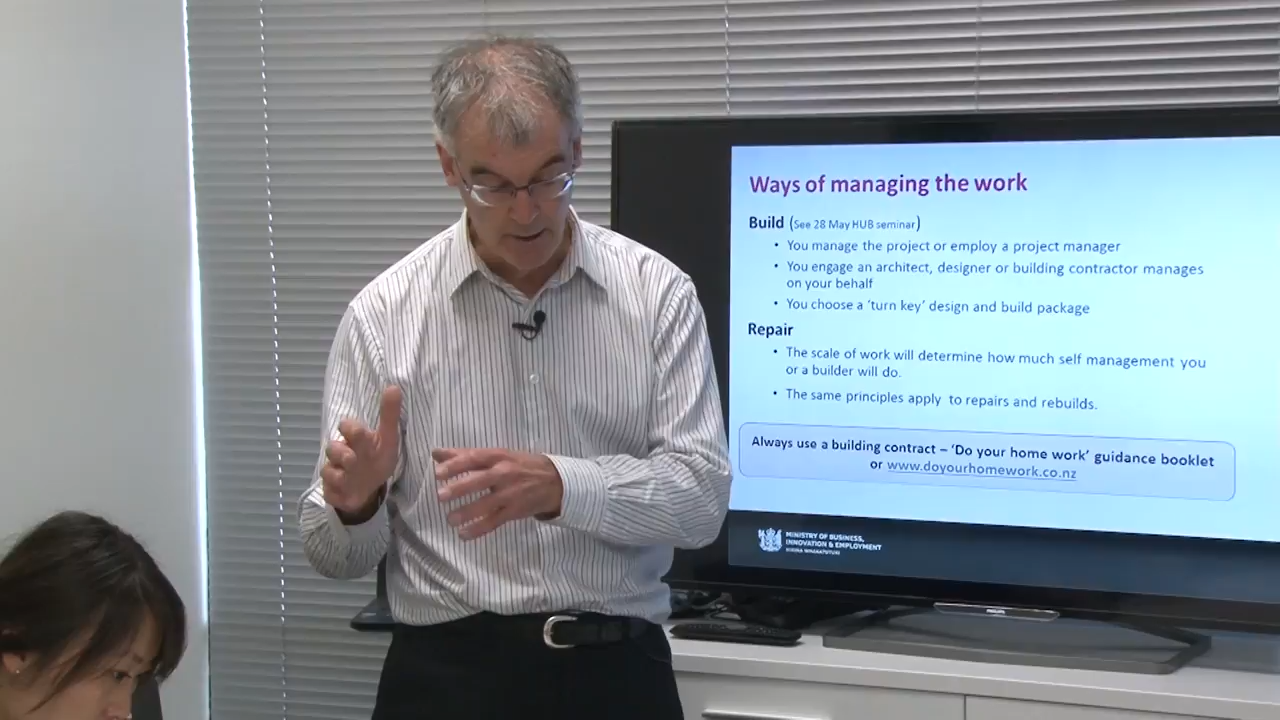 Ways of managing the work
Build (See 28 May HUB seminar)
• You manage the project or employ a project manager
• You engage an architect, designer or building contractor manages
on your behalf
• You choose a ‘turn key’ design and build package
Repair
• The scale of work will determine how much self management you
or a builder will do.
• The same principles apply to repairs and rebuilds.
Always use a building contract – ‘Do your home work’ guidance booklet
or www.doyourhomework.co.nz
MINISTRY OF BUSINESS,
INNOVATION & EMPLOYMENT
HĪKINA WHAKATUTUKI
PHILIPS